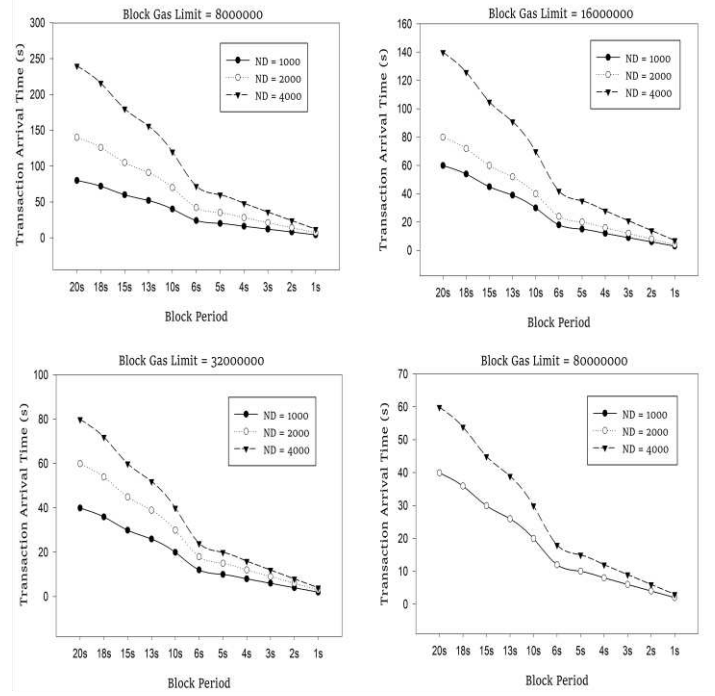 Block Gas Limit = 8000000
Transaction Arrival Time (s)
300
250
200
150
100
50
0
ND = 1000
ND = 2000
ND = 4000
20s 18s 15s 13s 10s 6s 5s 4s 3s 2s 1s
Block Period
Block Gas Limit = 16000000
Transaction Arrival Time (s)
160
140
120
100
80
60
40
20
0
ND = 1000
ND = 2000
ND = 4000
20s 18s 15s 13s 10s 6s 5s 4s 3s 2s 1s
Block Period
Block Gas Limit = 32000000
Transaction Arrival Time (s)
100
80
60
40
20
0
ND = 1000
ND = 2000
ND = 4000
20s 18s 15s 13s 10s 6s 5s 4s 3s 2s 1s
Block Period
Block Gas Limit = 80000000
Transaction Arrival Time (s)
70
60
50
40
30
20
10
0
ND = 1000
ND = 2000
ND = 4000
20s 18s 15s 13s 10s 6s 5s 4s 3s 2s 1s
Block Period